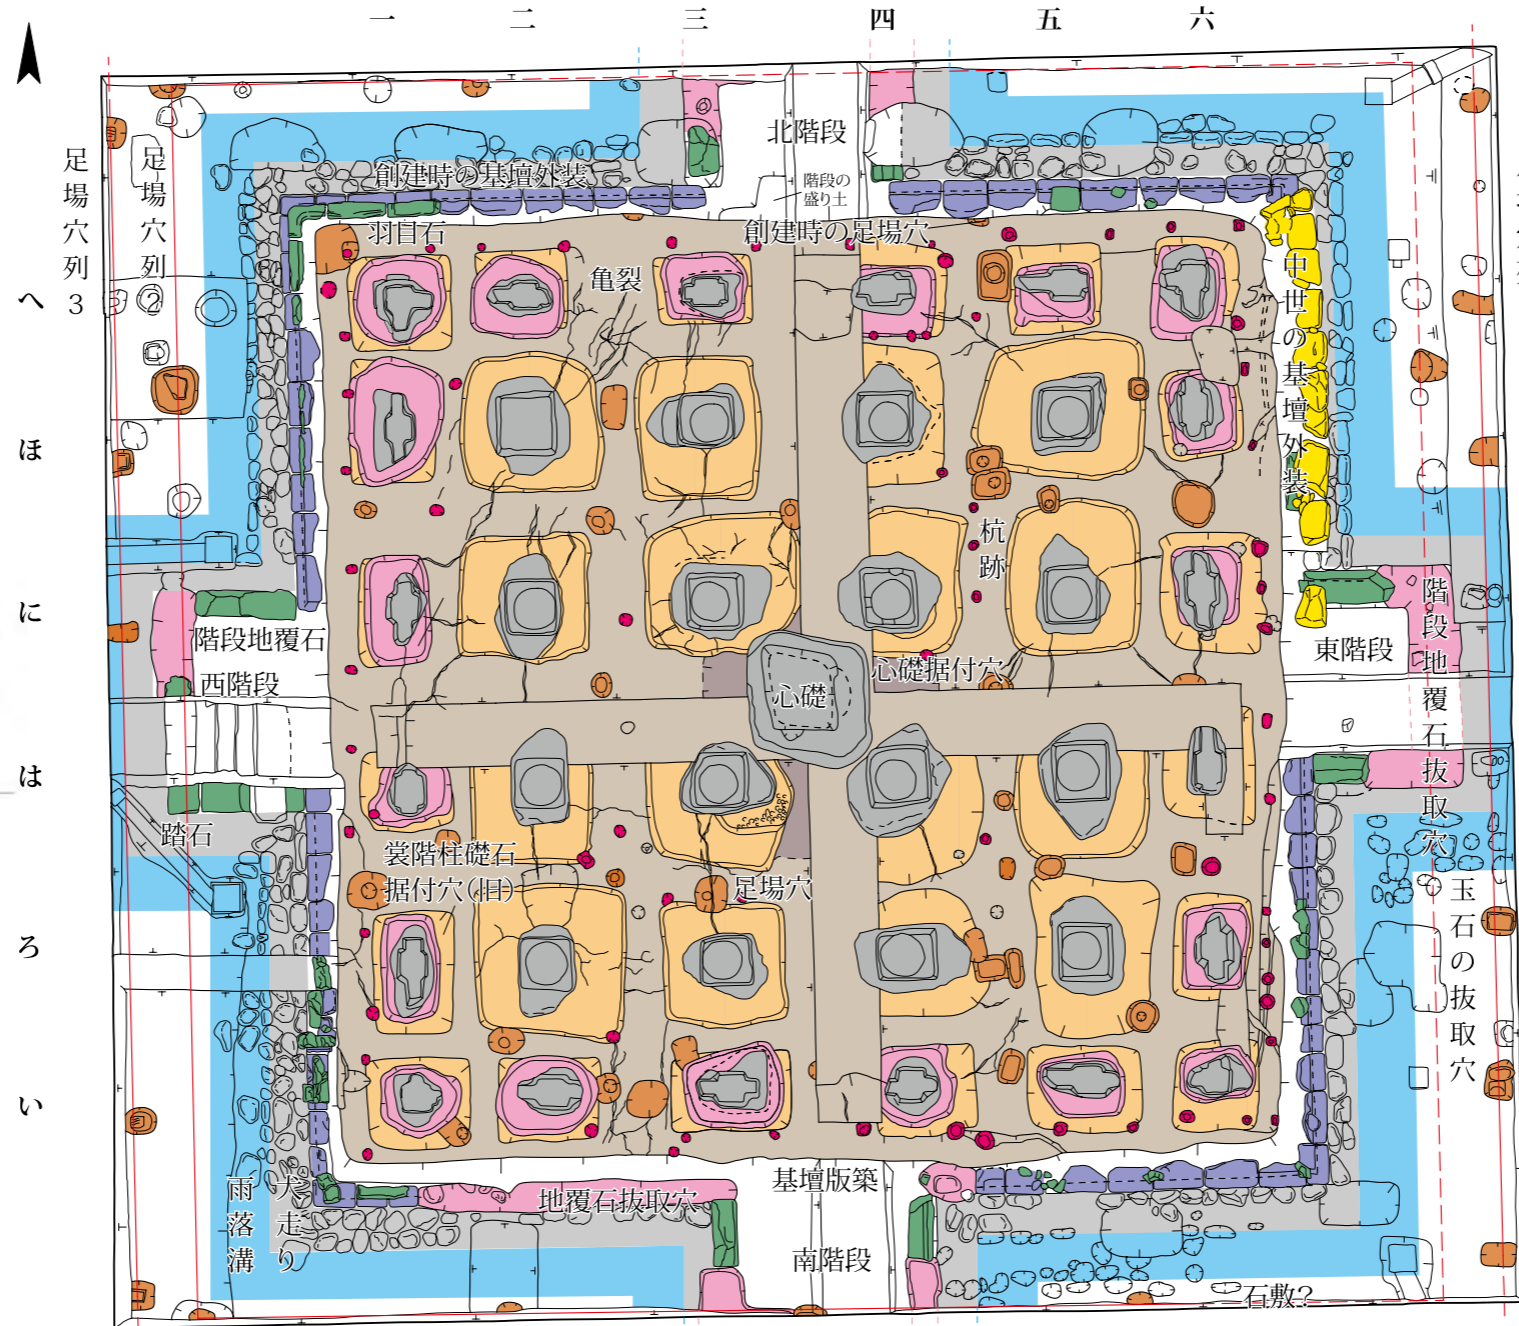 一 二 三 四 五 六
へ
ほ
に
は
ろ
い
足場穴列3
足場穴列2
北階段
階段の
盛り土
創建時の基壇外装
羽目石
創建時の足場穴
亀裂
中世の基壇外装
杭跡
階段地覆石
西階段
心礎
心礎据付穴
東階段
階段地覆石抜取穴
踏石
裳階柱礎石
据付穴(旧)
足場穴
玉石の抜取穴
雨落溝
犬走り
地覆石抜取穴
基壇版築
南階段
石敷?